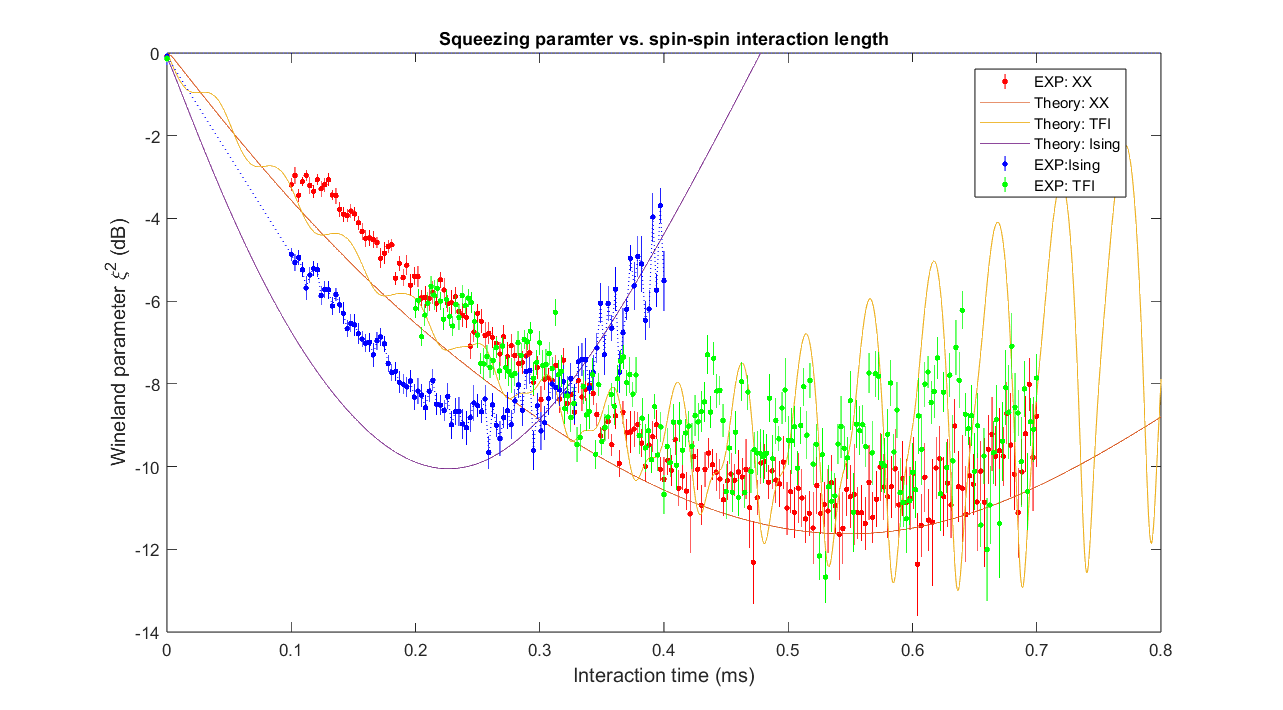 Squeezing paramter vs. spin-spin interaction length
EXP: XX
Theory: XX
Theory: TFI
Theory: Ising
EXP:Ising
EXP: TFI
Wineland parameter ξ² (dB)
0
-2
-4
-6
-8
-10
-12
-14
0 0.1 0.2 0.3 0.4 0.5 0.6 0.7 0.8
Interaction time (ms)